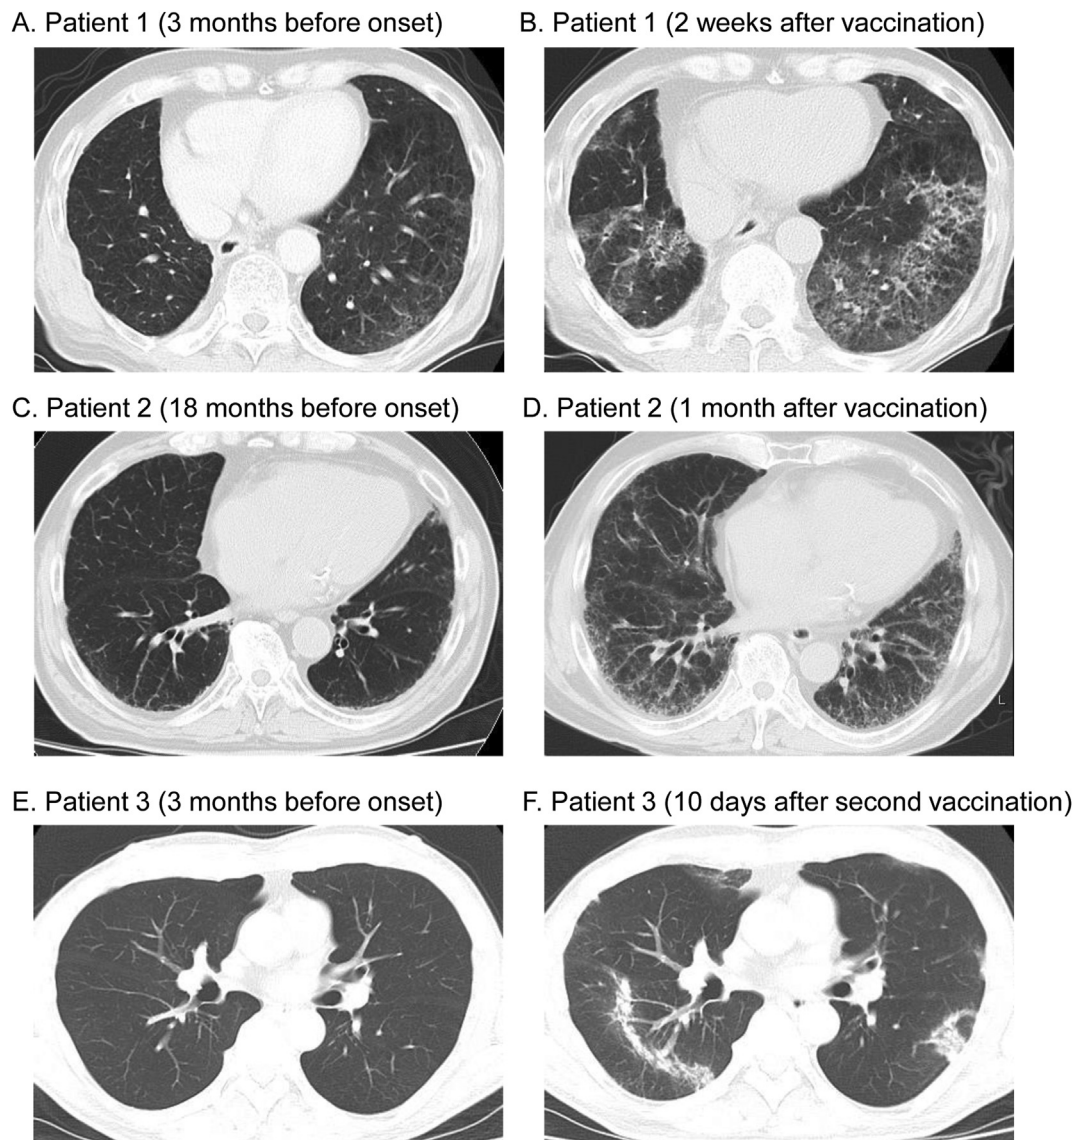 A. Patient 1 (3 months before onset)
B. Patient 1 (2 weeks after vaccination)
C. Patient 2 (18 months before onset)
D. Patient 2 (1 month after vaccination)
L
E. Patient 3 (3 months before onset)
F. Patient 3 (10 days after second vaccination)